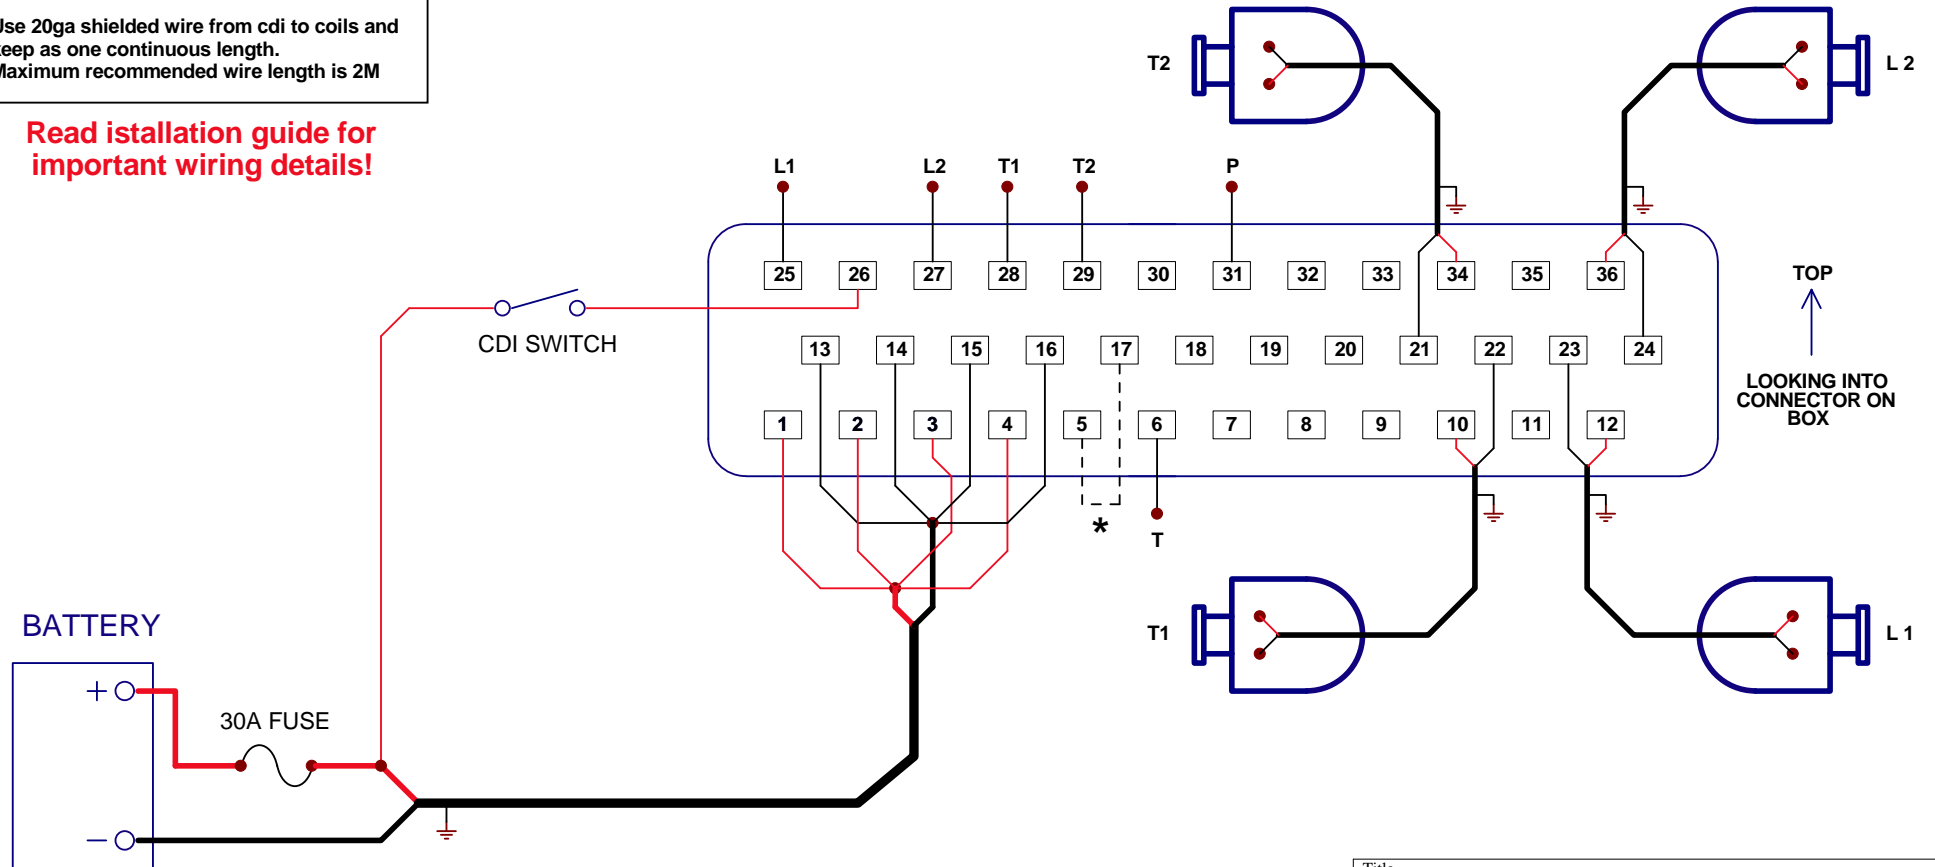 Use 20ga shielded wire from cdi to coils and
keep as one continuous length.
Maximum recommended wire length is 2M
Read istallation guide for
important wiring details!
T2
L 2
L1
L2
T1
T2
P
25 26 27 28 29 30 31 32 33 34 35 36
TOP
CDI SWITCH
13 14 15 16 17 18 19 20 21 22 23 24
LOOKING INTO
CONNECTOR ON
BOX
1 2 3 4 5 6 7 8 9 10 11 12
*
T
BATTERY
T1
L 1
+
30A FUSE
−
Title